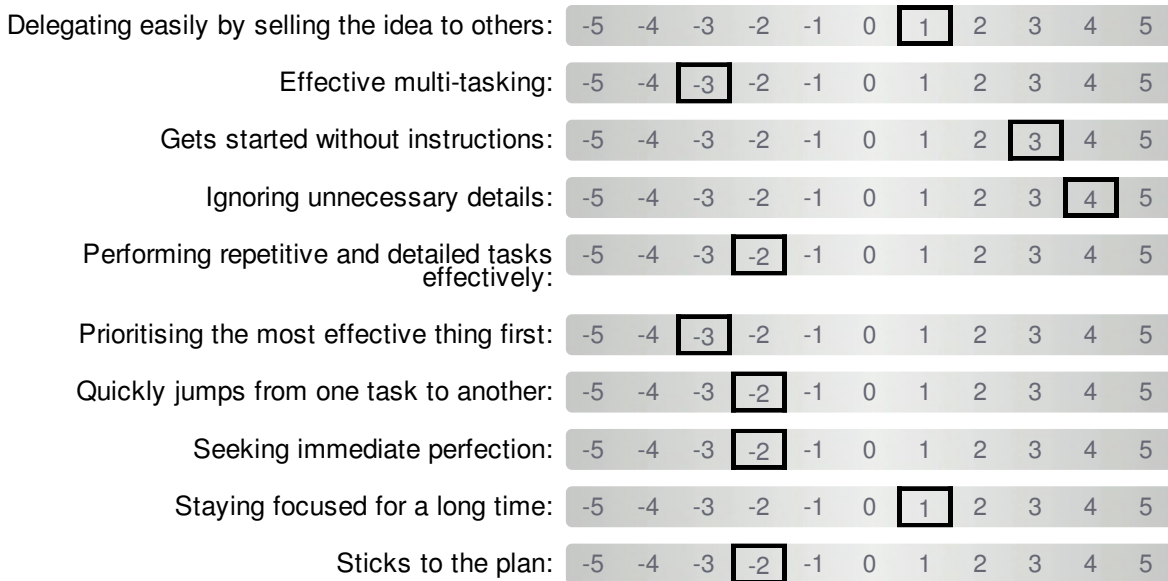 Delegating easily by selling the idea to others: -5 -4 -3 -2 -1 0 1 2 3 4 5
Effective multi-tasking: -5 -4 -3 -2 -1 0 1 2 3 4 5
Gets started without instructions: -5 -4 -3 -2 -1 0 1 2 3 4 5
Ignoring unnecessary details: -5 -4 -3 -2 -1 0 1 2 3 4 5
Performing repetitive and detailed tasks -5 -4 -3 -2 -1 0 1 2 3 4 5
effectively:
Prioritising the most effective thing first: -5 -4 -3 -2 -1 0 1 2 3 4 5
Quickly jumps from one task to another: -5 -4 -3 -2 -1 0 1 2 3 4 5
Seeking immediate perfection: -5 -4 -3 -2 -1 0 1 2 3 4 5
Staying focused for a long time: -5 -4 -3 -2 -1 0 1 2 3 4 5
Sticks to the plan: -5 -4 -3 -2 -1 0 1 2 3 4 5